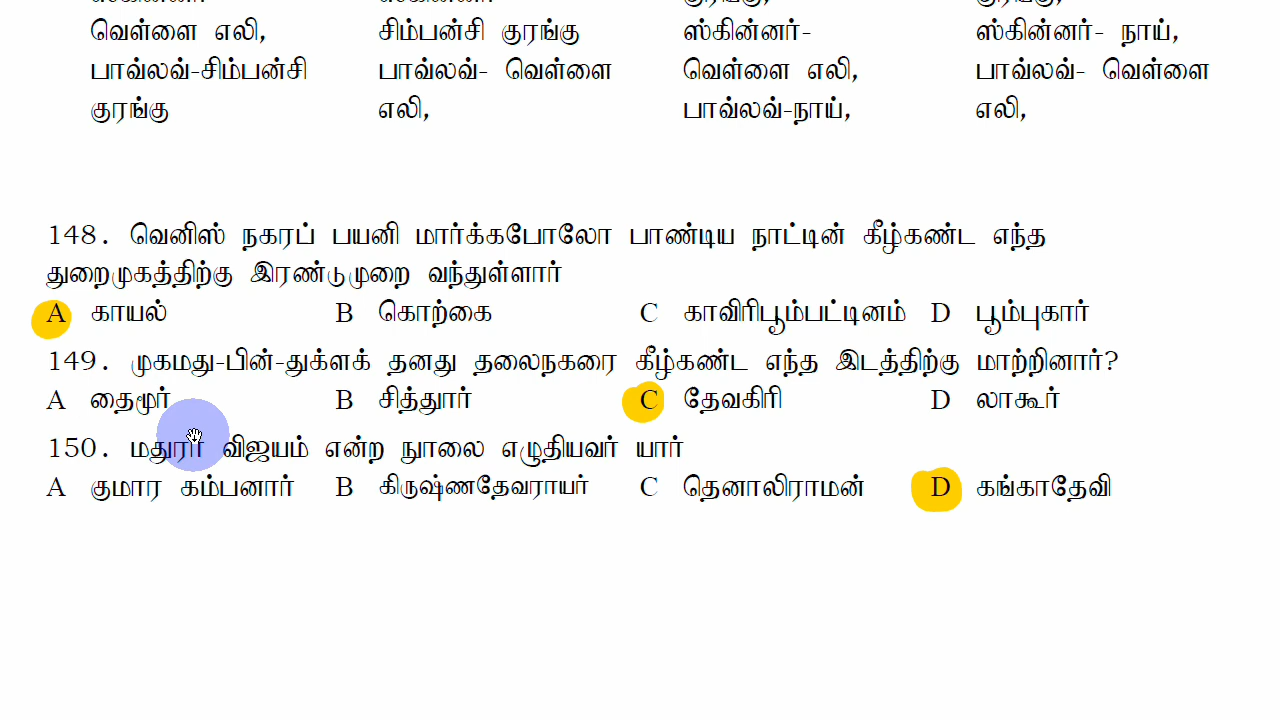 வெள்ளை எலி, சிம்பன்சி குரங்கு ஸ்கின்னர்- ஸ்கின்னர்- நாய்,
பாவ்லவ்-சிம்பன்சி பாவ்லவ்- வெள்ளை வெள்ளை எலி, பாவ்லவ்- வெள்ளை
குரங்கு எலி, பாவ்லவ்-நாய், எலி,
148. வெனிஸ் நகரப் பயனி மார்க்கபோலோ பாண்டிய நாட்டின் கீழ்கண்ட எந்த
துறைமுகத்திற்கு இரண்டுமுறை வந்துள்ளார்
A காயல் B கொற்கை C காவிரிபூம்பட்டினம் D பூம்புகார்
149. முகமது-பின்-துக்ளக் தனது தலைநகரை கீழ்கண்ட எந்த இடத்திற்கு மாற்றினார்?
A தைமூர் B சித்தூர் C தேவகிரி D லாகூர்
150. மதுரா விஜயம் என்ற நூலை எழுதியவர் யார்
A குமார கம்பனார் B கிருஷ்ணதேவராயர் C தெனாலிராமன் D கங்காதேவி